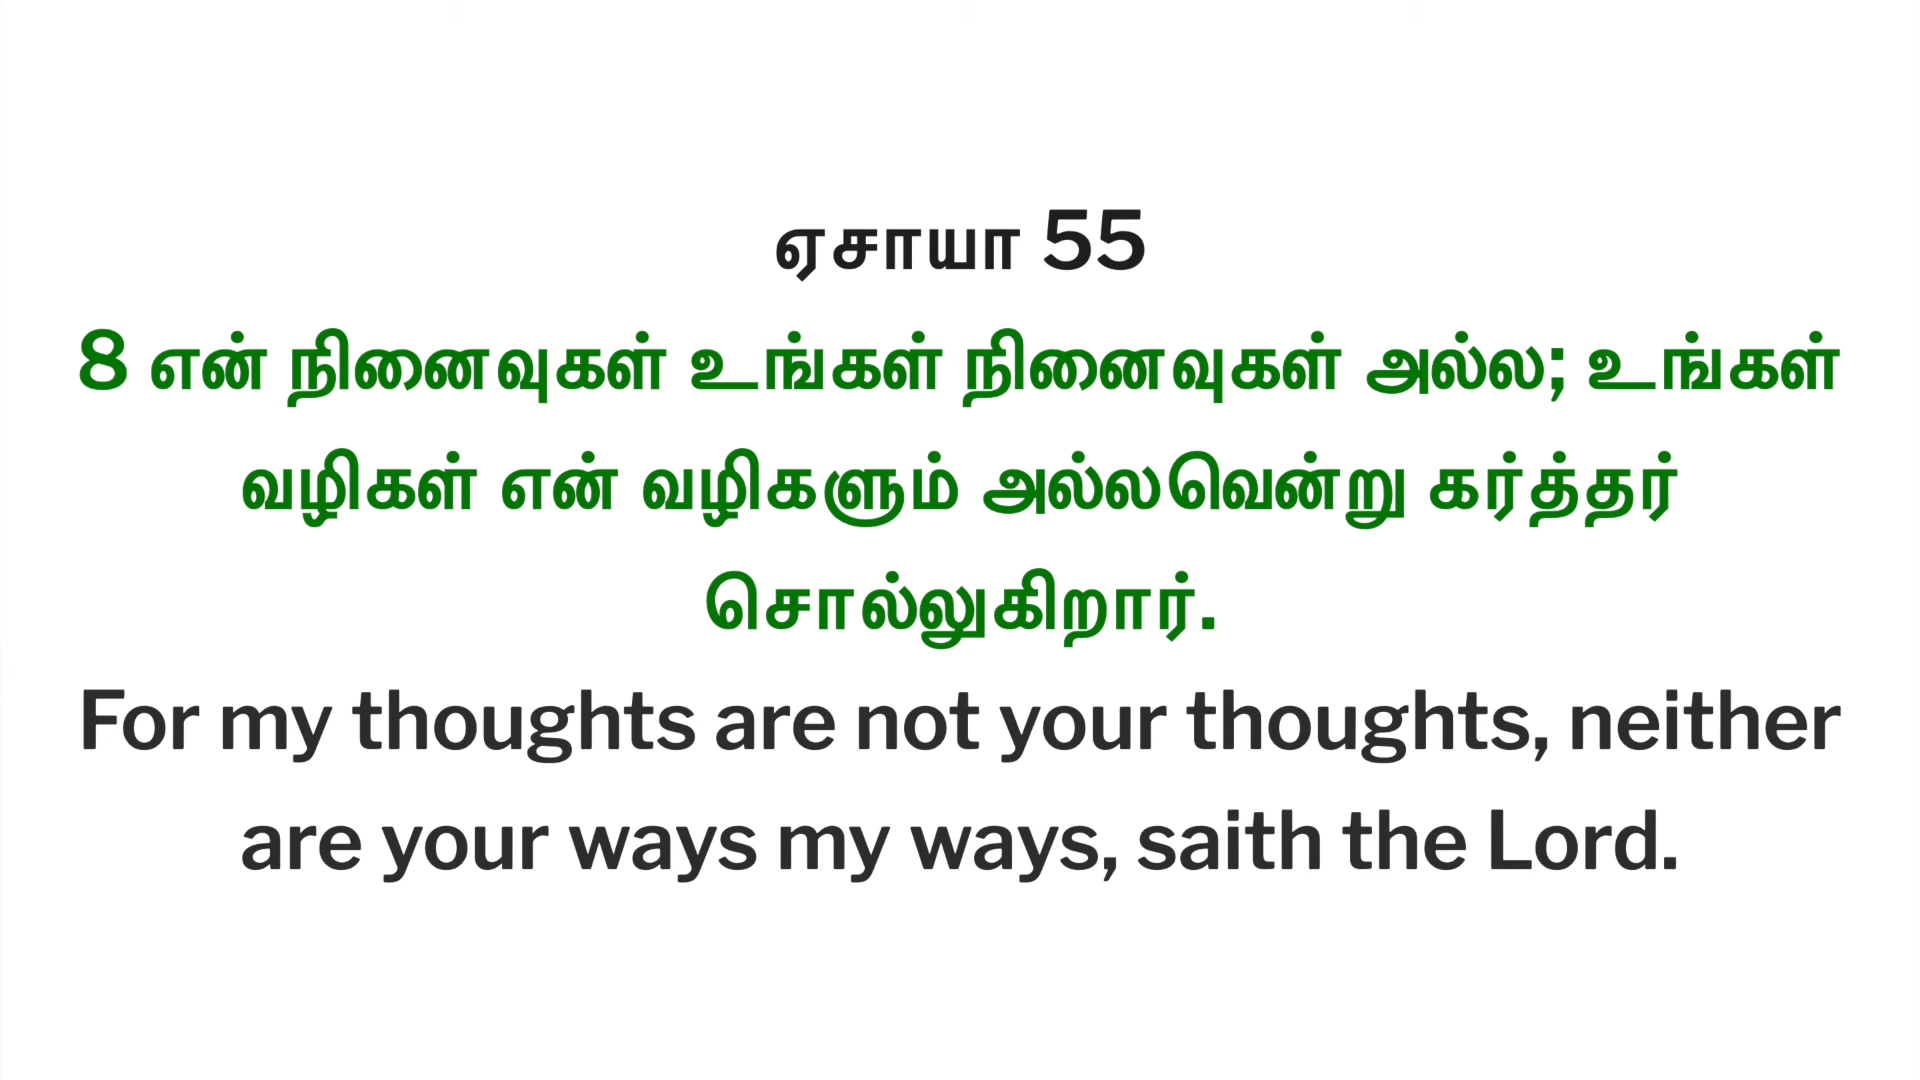 ஏசாயா 55
8 என் நினைவுகள் உங்கள் நினைவுகள் அல்ல; உங்கள்
வழிகள் என் வழிகளும் அல்லவென்று கர்த்தர்
சொல்லுகிறார்.
For my thoughts are not your thoughts, neither
are your ways my ways, saith the Lord.